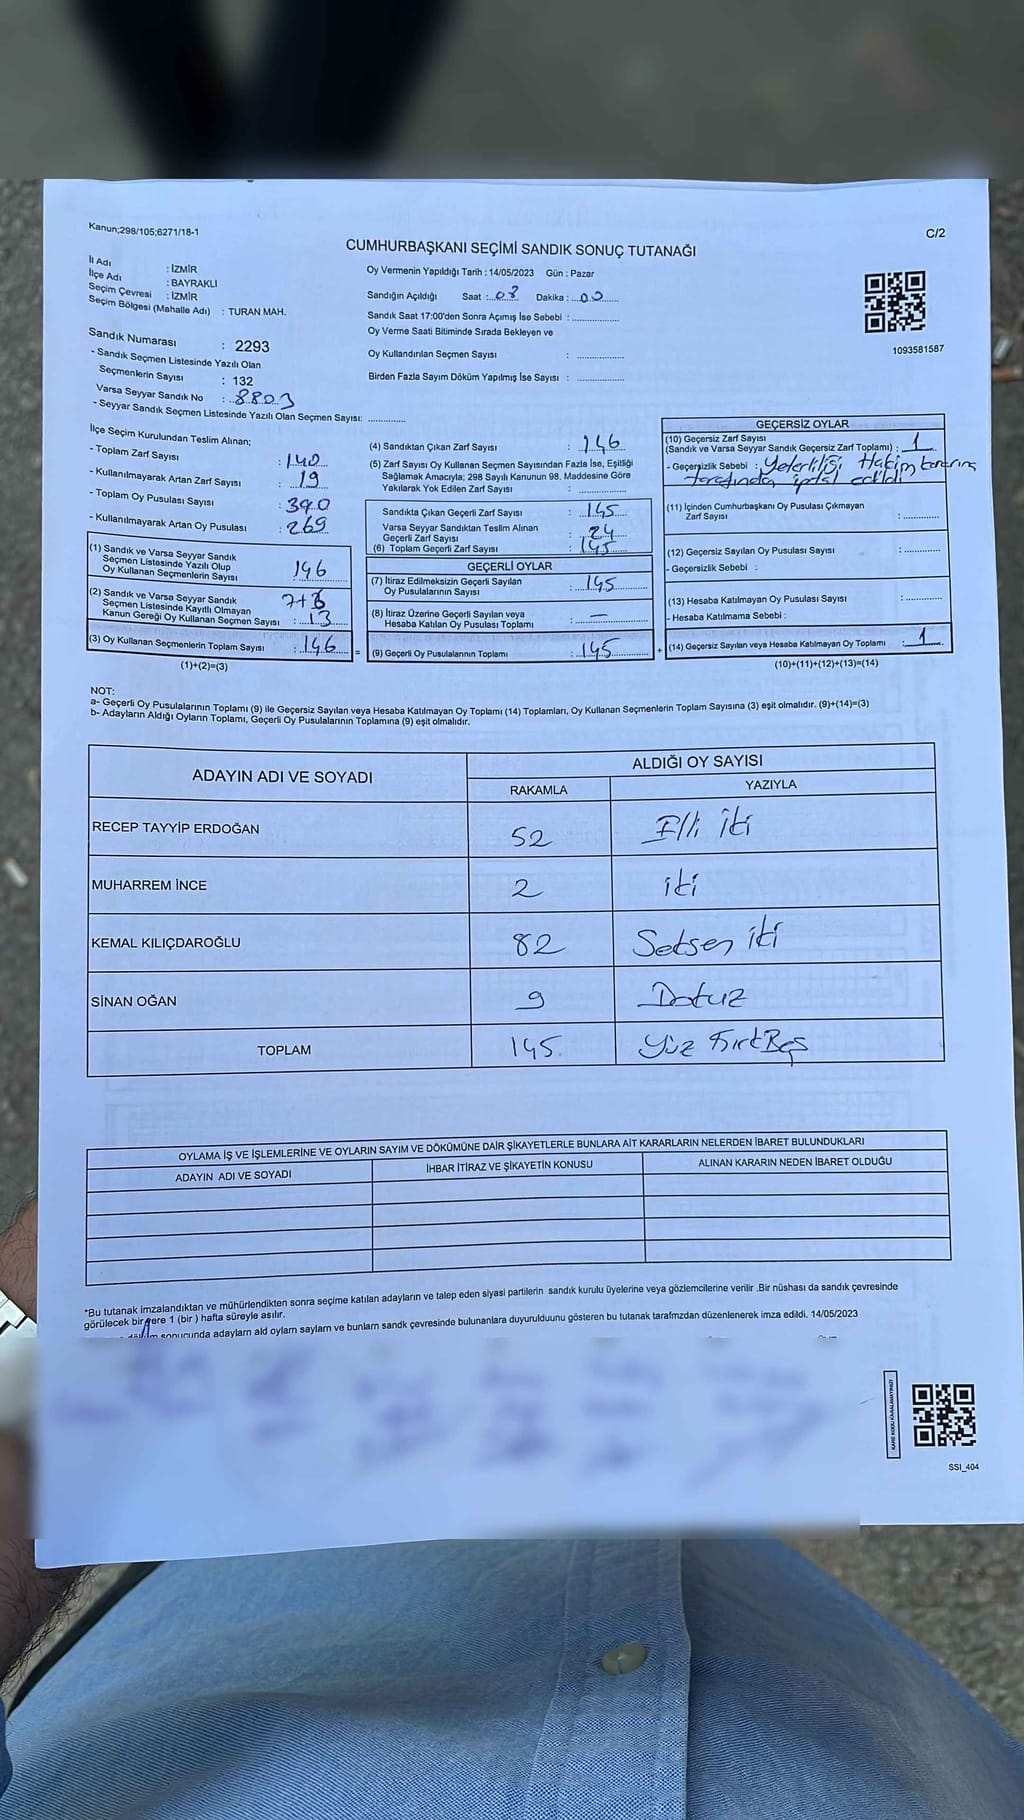 Kanun;298/105;6271/18-1
C/2
CUMHURBAŞKANI SEÇİMİ SANDIK SONUÇ TUTANAĞI
İl Adı : İZMİR
İlçe Adı : BAYRAKLI
Seçim Çevresi : İZMİR
Seçim Bölgesi (Mahalle Adı) : TURAN MAH.
Oy Vermenin Yapıldığı Tarih : 14/05/2023 Gün : Pazar
Sandığın Açıldığı Saat : 08 Dakika : 00
Sandık Saat 17:00'den Sonra Açımış İse Sebebi :
Oy Verme Saati Bitiminde Sırada Bekleyen ve
Oy Kullandırılan Seçmen Sayısı :
Birden Fazla Sayım Döküm Yapılmış İse Sayısı :
1093581587
Sandık Numarası : 2293
- Sandık Seçmen Listesinde Yazılı Olan
Seçmenlerin Sayısı : 132
Varsa Seyyar Sandık No : 8803
- Seyyar Sandık Seçmen Listesinde Yazılı Olan Seçmen Sayısı:
İlçe Seçim Kurulundan Teslim Alınan;
- Toplam Zarf Sayısı : 140
- Kullanılmayarak Artan Zarf Sayısı : 19
- Toplam Oy Pusulası Sayısı : 390
- Kullanılmayarak Artan Oy Pusulası : 269
(1) Sandık ve Varsa Seyyar Sandık
Seçmen Listesinde Yazılı Olup
Oy Kullanan Seçmenlerin Sayısı 146
(2) Sandık ve Varsa Seyyar Sandık
Seçmen Listesinde Kayıtlı Olmayan
Kanun Gereği Oy Kullanan Seçmen Sayısı : 13
(3) Oy Kullanan Seçmenlerin Toplam Sayısı : 146
(1)+(2)=(3)
(4) Sandıktan Çıkan Zarf Sayısı : 146
(5) Zarf Sayısı Oy Kullanan Seçmen Sayısından Fazla İse, Eşitliği
Sağlamak Amacıyla; 298 Sayılı Kanunun 98. Maddesine Göre
Yakılarak Yok Edilen Zarf Sayısı :
Sandıkta Çıkan Geçerli Zarf Sayısı : 145
Varsa Seyyar Sandıktan Teslim Alınan
Geçerli Zarf Sayısı : 24
(6) Toplam Geçerli Zarf Sayısı : 145
GEÇERLİ OYLAR
(7) İtiraz Edilmeksizin Geçerli Sayılan
Oy Pusulalarının Sayısı : 145
(8) İtiraz Üzerine Geçerli Sayılan veya
Hesaba Katılan Oy Pusulası Toplamı : —
= (9) Geçerli Oy Pusulalarının Toplamı : 145
GEÇERSİZ OYLAR
(10) Geçersiz Zarf Sayısı
(Sandık ve Varsa Seyyar Sandık Geçersiz Zarf Toplamı) : 1
- Geçersizlik Sebebi : Yeterliliği Hakim kararınca
tarafından iptal edildi
(11) İçinden Cumhurbaşkanı Oy Pusulası Çıkmayan
Zarf Sayısı :
(12) Geçersiz Sayılan Oy Pusulası Sayısı :
- Geçersizlik Sebebi :
(13) Hesaba Katılmayan Oy Pusulası Sayısı :
- Hesaba Katılmama Sebebi :
+ (14) Geçersiz Sayılan veya Hesaba Katılmayan Oy Toplamı : 1
(10)+(11)+(12)+(13)=(14)
NOT:
a- Geçerli Oy Pusulalarının Toplamı (9) ile Geçersiz Sayılan veya Hesaba Katılmayan Oy Toplamı (14) Toplamları, Oy Kullanan Seçmenlerin Toplam Sayısına (3) eşit olmalıdır. (9)+(14)=(3)
b- Adayların Aldığı Oyların Toplamı, Geçerli Oy Pusulalarının Toplamına (9) eşit olmalıdır.
ADAYIN ADI VE SOYADI
ALDIĞI OY SAYISI
RAKAMLA YAZIYLA
RECEP TAYYİP ERDOĞAN 52 Elli iki
MUHARREM İNCE 2 iki
KEMAL KILIÇDAROĞLU 82 Seksen iki
SİNAN OĞAN 9 Dokuz
TOPLAM 145 Yüz kırkBeş
OYLAMA İŞ VE İŞLEMLERİNE VE OYLARIN SAYIM VE DÖKÜMÜNE DAİR ŞİKAYETLERLE BUNLARA AİT KARARLARIN NELERDEN İBARET BULUNDUKLARI
ADAYIN ADI VE SOYADI İHBAR İTİRAZ VE ŞİKAYETİN KONUSU ALINAN KARARIN NEDEN İBARET OLDUĞU
*Bu tutanak imzalandıktan ve mühürlendikten sonra seçime katılan adayların ve talep eden siyasi partilerin sandık kurulu üyelerine veya gözlemcilerine verilir .Bir nüshası da sandık çevresinde
görülecek bir yere 1 (bir ) hafta süreyle asılır.
sonucunda adayların ald oyların saylar ve bunların sandk çevresinde bulunanlara duyurulduunu gösteren bu tutanak tarafmzdan düzenlenerek imza edildi. 14/05/2023
KARE KODU KARALAMAYINIZ!
SSI_404